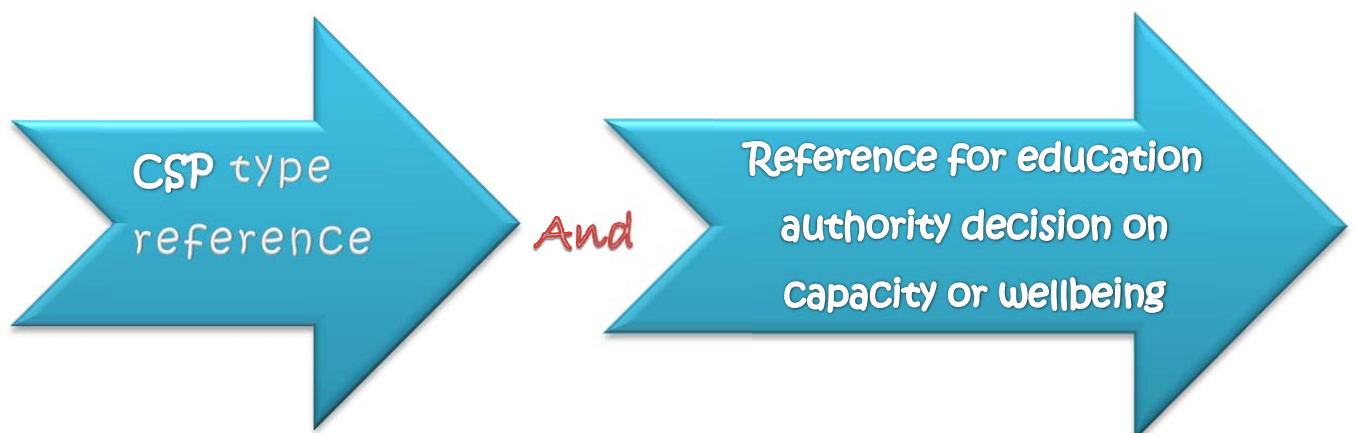 CSP type
reference
And
Reference for education
authority decision on
capacity or wellbeing